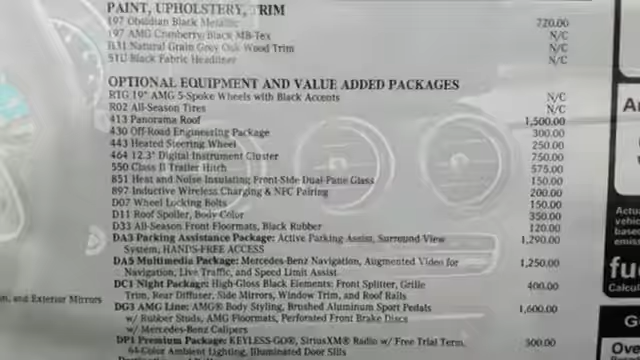 PAINT, UPHOLSTERY, TRIM
197 Obsidian Black Metallic 720.00
197 AMG Cranberry/Black MB-Tex N/C
H31 Natural Grain Grey Oak Wood Trim N/C
51U Black Fabric Headliner N/C
OPTIONAL EQUIPMENT AND VALUE ADDED PACKAGES
RTG 19" AMG 5-Spoke Wheels with Black Accents N/C
R02 All-Season Tires N/C
413 Panorama Roof 1,500.00
430 Off-Road Engineering Package 300.00
443 Heated Steering Wheel 250.00
464 12.3" Digital Instrument Cluster 750.00
550 Class II Trailer Hitch 575.00
851 Heat and Noise Insulating Front-Side Dual-Pane Glass 150.00
897 Inductive Wireless Charging & NFC Pairing 200.00
D07 Wheel Locking Bolts 150.00
D11 Roof Spoiler, Body Color 350.00
D33 All-Season Front Floormats, Black Rubber 120.00
DA3 Parking Assistance Package: Active Parking Assist, Surround View 1,290.00
System, HANDS-FREE ACCESS
DA5 Multimedia Package: Mercedes-Benz Navigation, Augmented Video for 1,250.00
Navigation, Live Traffic, and Speed Limit Assist
DC1 Night Package: High-Gloss Black Elements: Front Splitter, Grille 400.00
Trim, Rear Diffuser, Side Mirrors, Window Trim, and Roof Rails
DG3 AMG Line: AMG® Body Styling, Brushed Aluminum Sport Pedals 1,600.00
w/ Rubber Studs, AMG Floormats, Perforated Front Brake Discs
w/ Mercedes-Benz Calipers
DP1 Premium Package: KEYLESS-GO®, SiriusXM® Radio w/ Free Trial Term, 300.00
64-Color Ambient Lighting, Illuminated Door Sills
and Exterior Mirrors
Actu
vehic
based
emiss
fu
Calcul
G
Ove